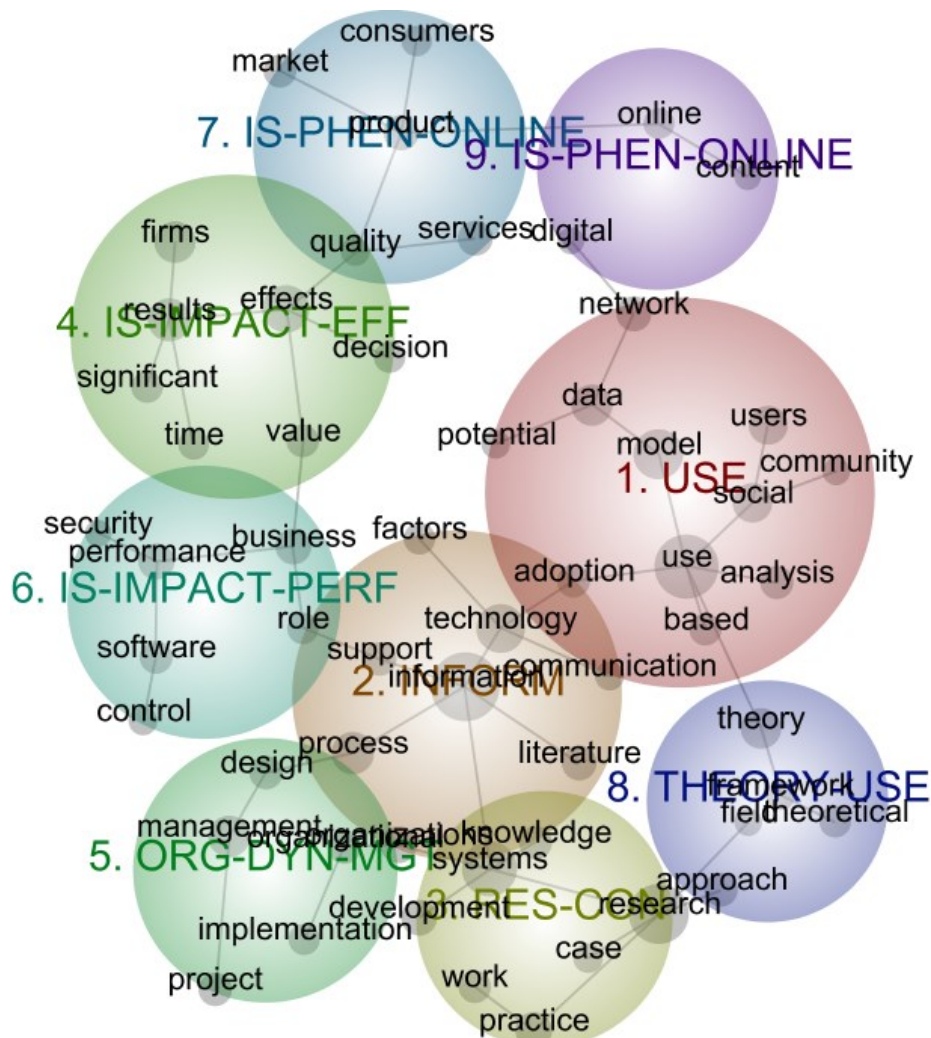 consumers
market
product
online
7. IS-PHEN-ONLINE
9. IS-PHEN-ONLINE
content
firms
quality
services
digital
effects
results
network
4. IS-IMPACT-EFF
decision
significant
data
users
time
value
potential
model
community
1. USE
social
security
performance
business
factors
use
adoption
analysis
6. IS-IMPACT-PERF
role
technology
based
software
support
information
communication
2. INFORM
control
theory
design
process
literature
framework
8. THEORY-USE
field
theoretical
management
organizational
organizations
knowledge
5. ORG-DYN-MGT
systems
approach
development
research
3. RES-CON
implementation
case
project
work
practice